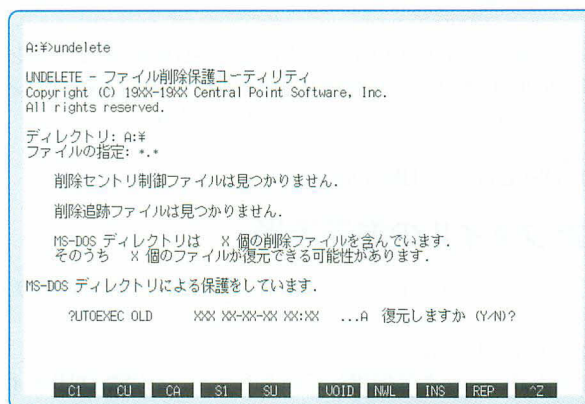 A:¥>undelete
UNDELETE - ファイル削除保護ユーティリティ
Copyright (C) 19XX-19XX Central Point Software, Inc.
All rights reserved.
ディレクトリ: A:¥
ファイルの指定: *.*
削除セントリ制御ファイルは見つかりません.
削除追跡ファイルは見つかりません.
MS-DOS ディレクトリは X 個の削除ファイルを含んでいます.
そのうち X 個のファイルが復元できる可能性があります.
MS-DOS ディレクトリによる保護をしています.
?UTOEXEC OLD XXX XX-XX-XX XX:XX ...A 復元しますか (Y/N)?
C1 CU CA S1 SU VOID NWL INS REP ^Z